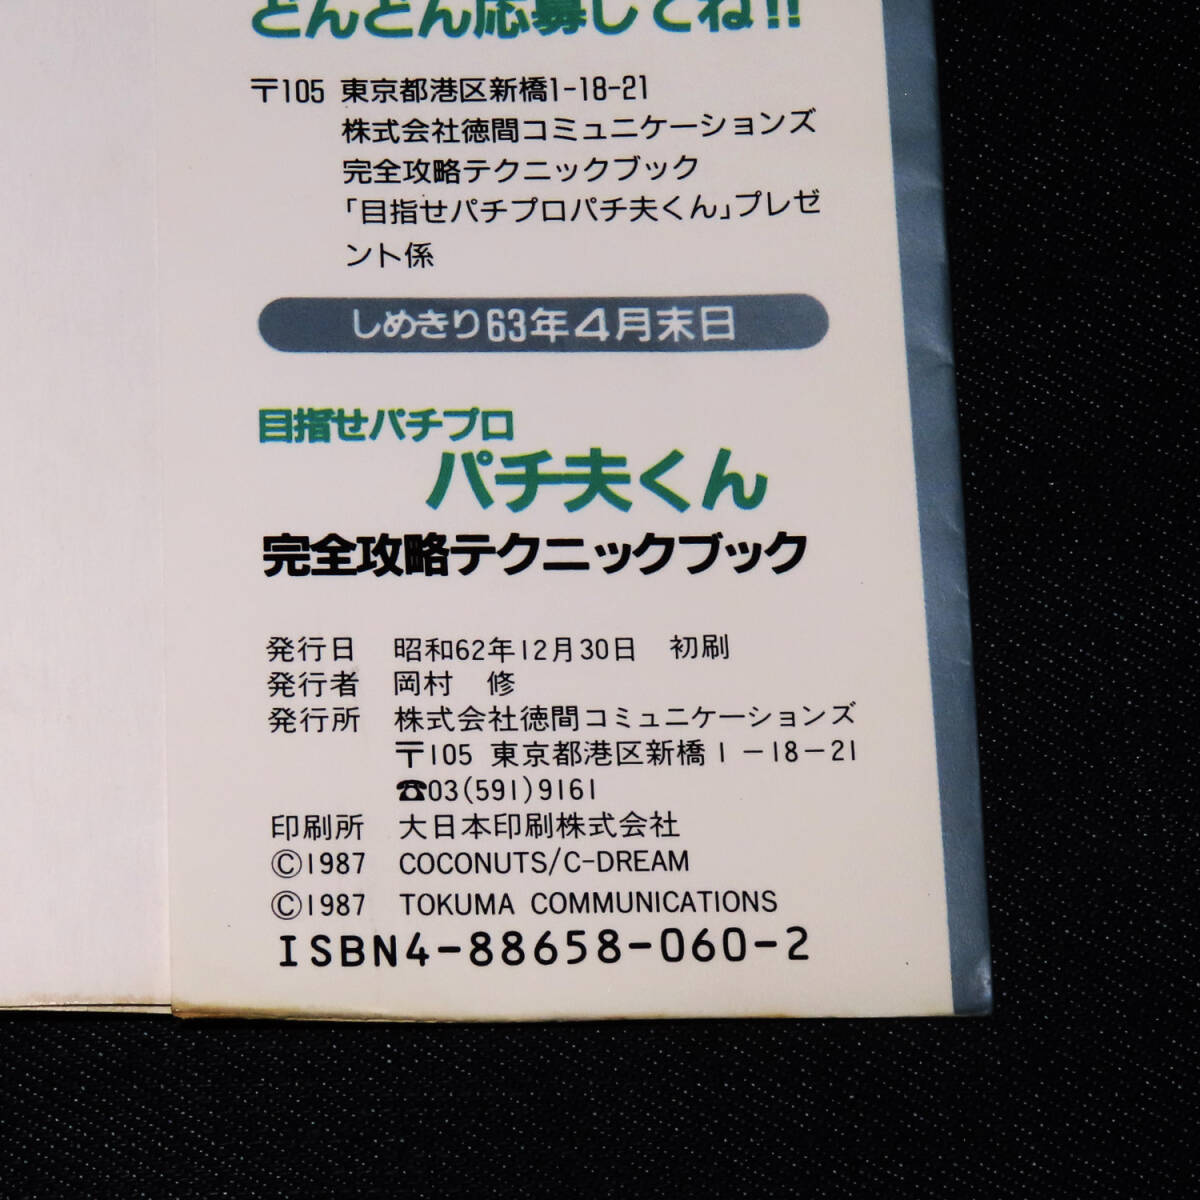 どんどん応募してね!!
〒105 東京都港区新橋1-18-21
株式会社徳間コミュニケーションズ
完全攻略テクニックブック
「目指せパチプロパチ夫くん」プレゼ
ント係
しめきり63年4月末日
目指せパチプロ
パチ夫くん
完全攻略テクニックブック
発行日 昭和62年12月30日 初刷
発行者 岡村 修
発行所 株式会社徳間コミュニケーションズ
〒105 東京都港区新橋1-18-21
☎03(591)9161
印刷所 大日本印刷株式会社
©1987 COCONUTS/C-DREAM
©1987 TOKUMA COMMUNICATIONS
ISBN4-88658-060-2